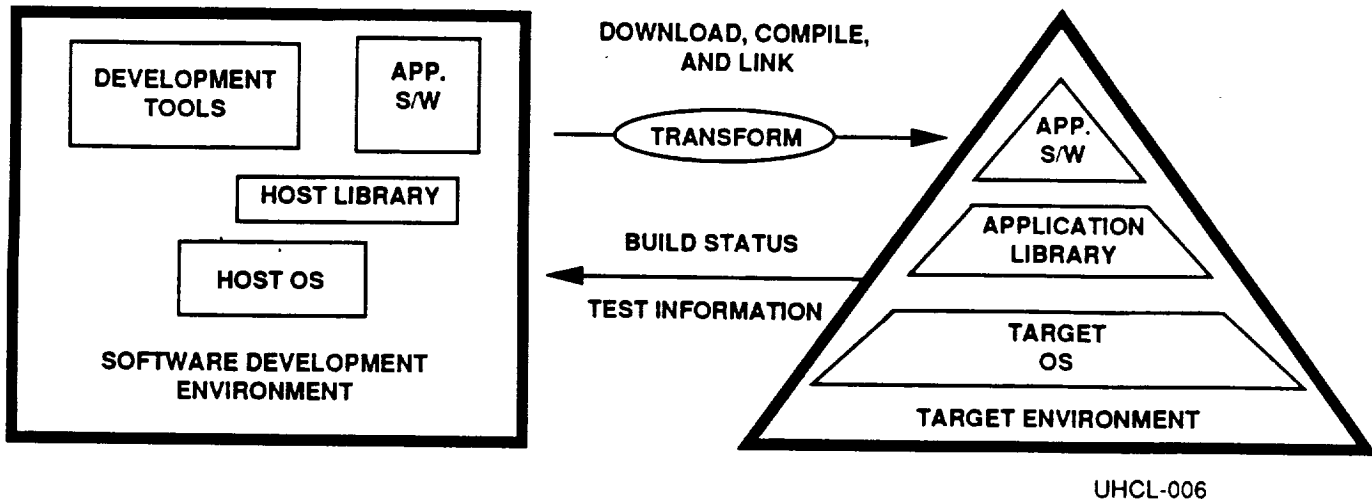 DEVELOPMENT
TOOLS
APP.
S/W
HOST LIBRARY
HOST OS
SOFTWARE DEVELOPMENT
ENVIRONMENT
DOWNLOAD, COMPILE,
AND LINK
TRANSFORM
BUILD STATUS
TEST INFORMATION
APP.
S/W
APPLICATION
LIBRARY
TARGET
OS
TARGET ENVIRONMENT
UHCL-006